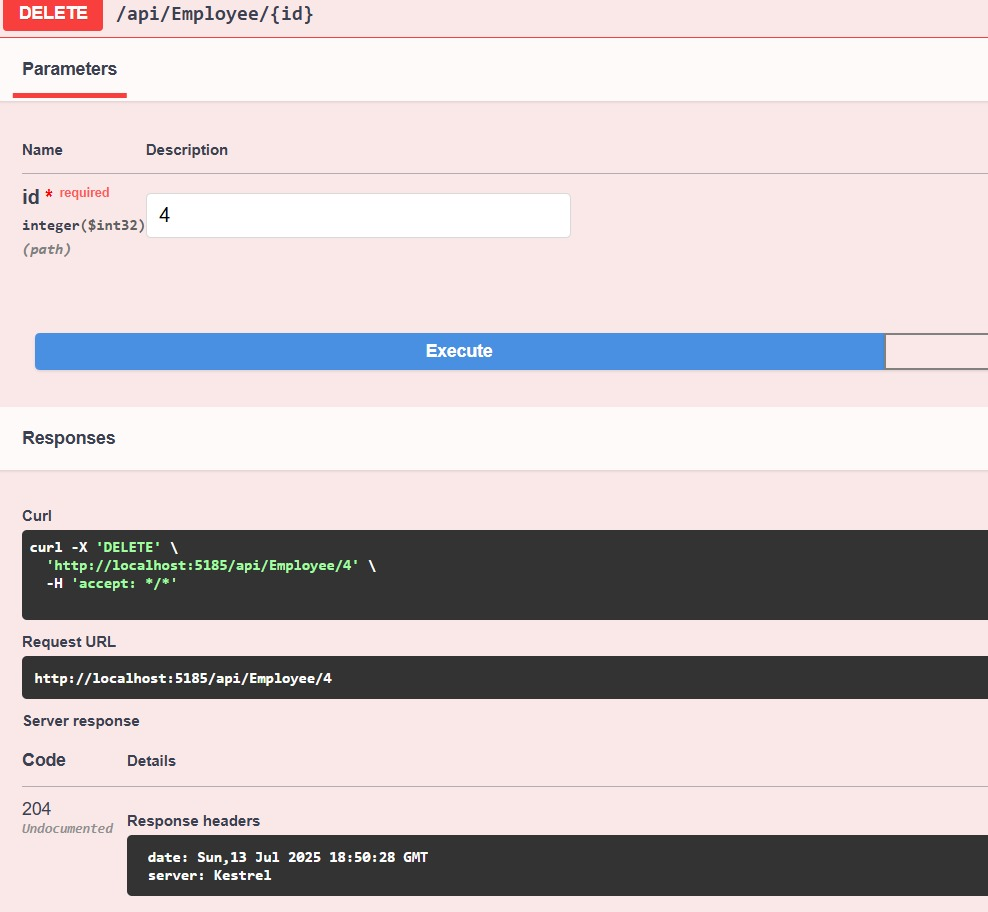 DELETE /api/Employee/{id}
Parameters
Name Description
id * required
integer($int32)
(path)
4
Execute
Responses
Curl
curl -X 'DELETE' \
'http://localhost:5185/api/Employee/4' \
-H 'accept: */*'
Request URL
http://localhost:5185/api/Employee/4
Server response
Code Details
204
Undocumented
Response headers
date: Sun,13 Jul 2025 18:50:28 GMT
server: Kestrel